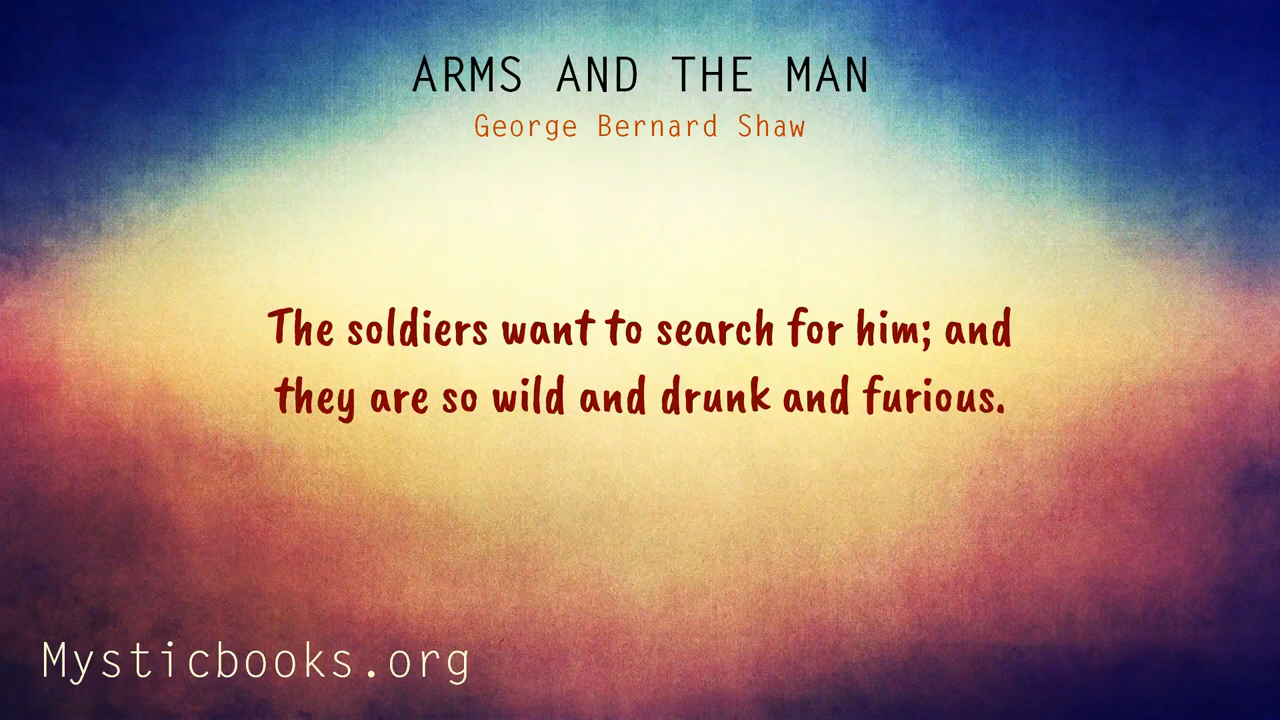 ARMS AND THE MAN
George Bernard Shaw
The soldiers want to search for him; and
they are so wild and drunk and furious.
Mysticbooks.org